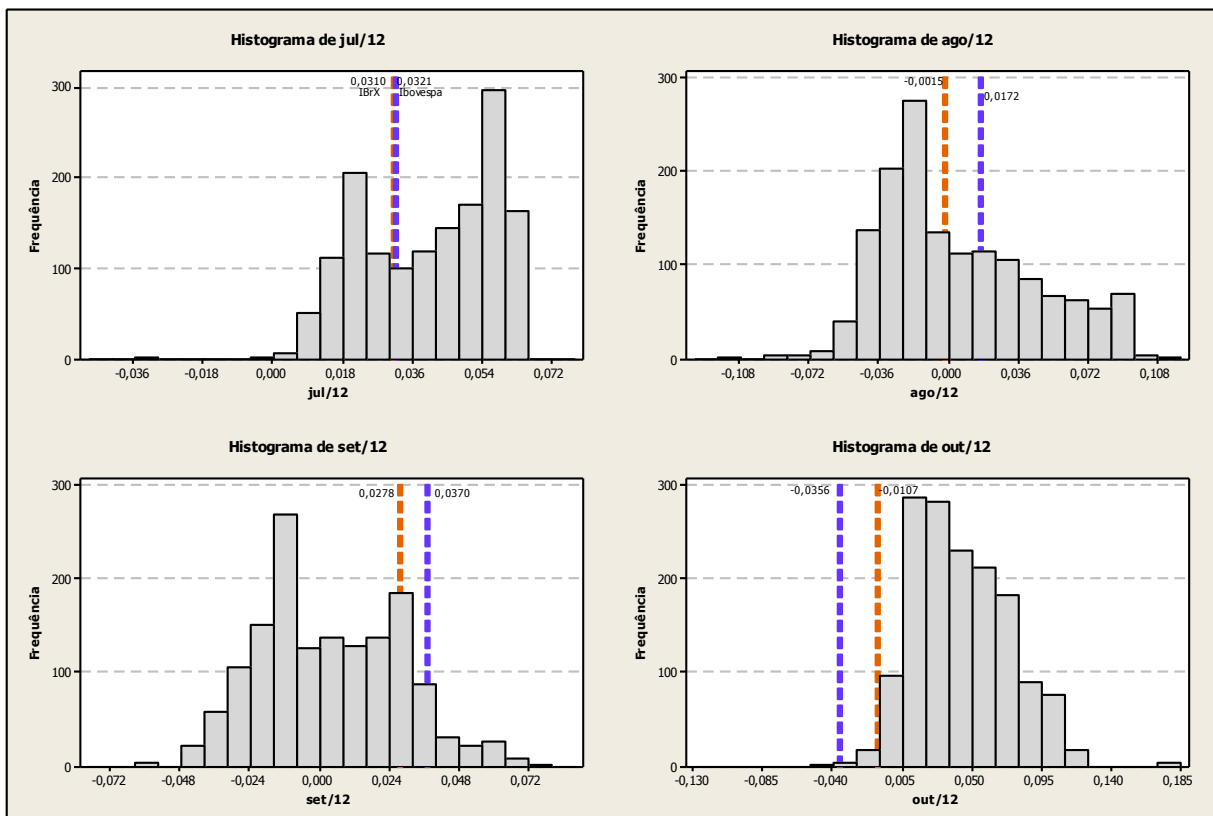 Histograma de jul/12
0,0310
IBrX
0,0321
Ibovespa
Frequência
300
200
100
0
-0,036 -0,018 0,000 0,018 0,036 0,054 0,072
jul/12
Histograma de ago/12
-0,0015
0,0172
Frequência
300
200
100
0
-0,108 -0,072 -0,036 0,000 0,036 0,072 0,108
ago/12
Histograma de set/12
0,0278
0,0370
Frequência
300
200
100
0
-0,072 -0,048 -0,024 0,000 0,024 0,048 0,072
set/12
Histograma de out/12
-0,0356
-0,0107
Frequência
300
200
100
0
-0,130 -0,085 -0,040 0,005 0,050 0,095 0,140 0,185
out/12